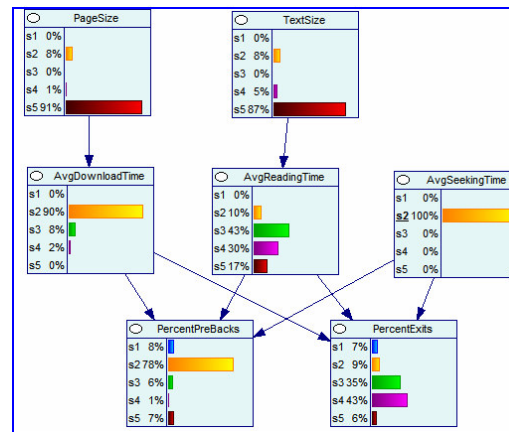 PageSize
s1 0%
s2 8%
s3 0%
s4 1%
s5 91%
TextSize
s1 0%
s2 8%
s3 0%
s4 5%
s5 87%
AvgDownloadTime
s1 0%
s2 90%
s3 8%
s4 2%
s5 0%
AvgReadingTime
s1 0%
s2 10%
s3 43%
s4 30%
s5 17%
AvgSeekingTime
s1 0%
s2 100%
s3 0%
s4 0%
s5 0%
PercentPreBacks
s1 8%
s2 78%
s3 6%
s4 1%
s5 7%
PercentExits
s1 7%
s2 9%
s3 35%
s4 43%
s5 6%